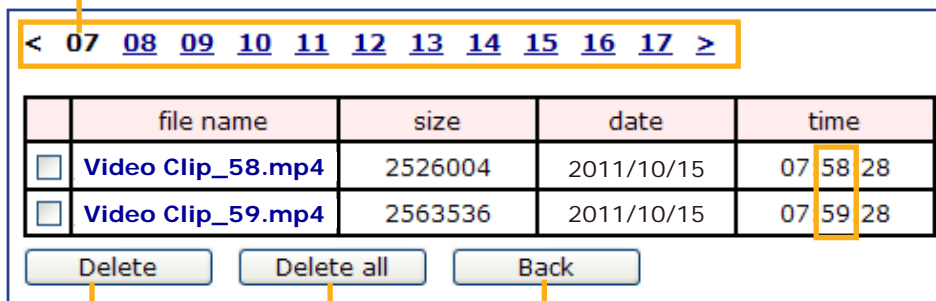 < 07 08 09 10 11 12 13 14 15 16 17 >
file name size date time
Video Clip_58.mp4 2526004 2011/10/15 07:58:28
Video Clip_59.mp4 2563536 2011/10/15 07:59:28
Delete Delete all Back